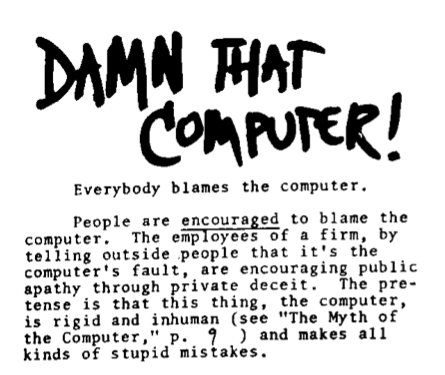 DAMN THAT
COMPUTER!
Everybody blames the computer.
People are encouraged to blame the
computer. The employees of a firm, by
telling outside people that it's the
computer's fault, are encouraging public
apathy through private deceit. The pre-
tense is that this thing, the computer,
is rigid and inhuman (see "The Myth of
the Computer," p. 9 ) and makes all
kinds of stupid mistakes.